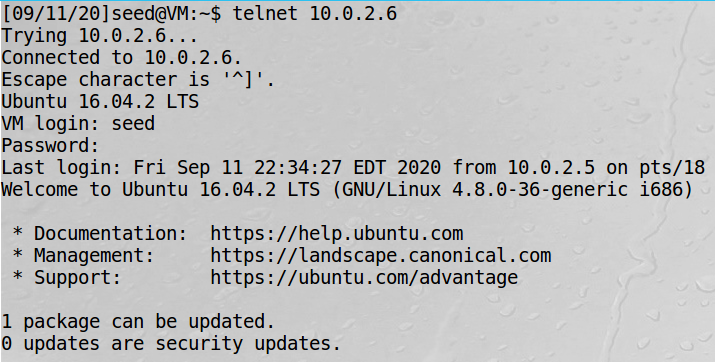 [09/11/20]seed@VM:~$ telnet 10.0.2.6
Trying 10.0.2.6...
Connected to 10.0.2.6.
Escape character is '^]'.
Ubuntu 16.04.2 LTS
VM login: seed
Password:
Last login: Fri Sep 11 22:34:27 EDT 2020 from 10.0.2.5 on pts/18
Welcome to Ubuntu 16.04.2 LTS (GNU/Linux 4.8.0-36-generic i686)
* Documentation:  https://help.ubuntu.com
* Management:     https://landscape.canonical.com
* Support:        https://ubuntu.com/advantage
1 package can be updated.
0 updates are security updates.